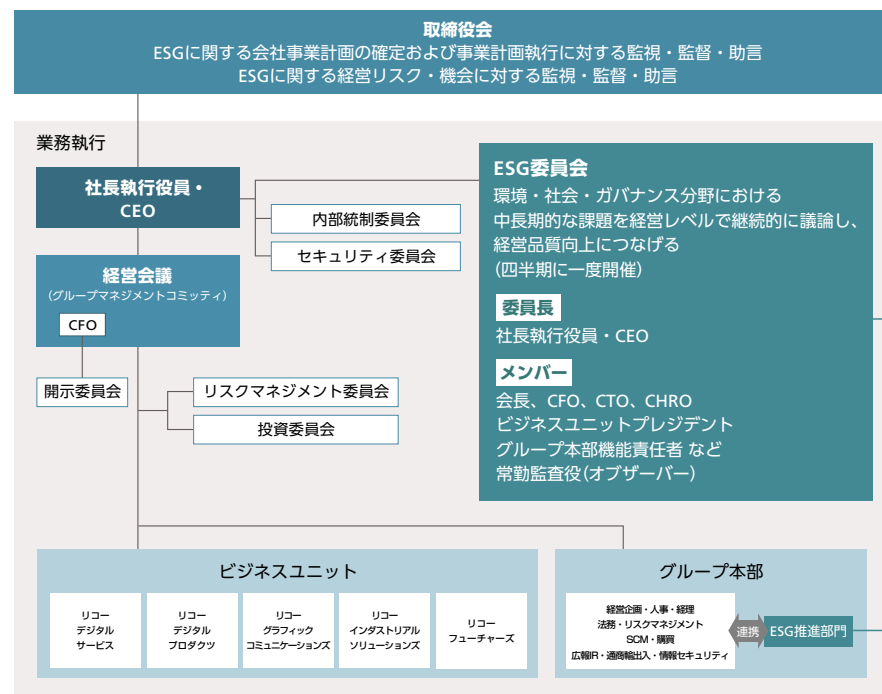 取締役会
ESGに関する会社事業計画の確定および事業計画執行に対する監視・監督・助言
ESGに関する経営リスク・機会に対する監視・監督・助言
業務執行
社長執行役員・
CEO
内部統制委員会
セキュリティ委員会
経営会議
(グループマネジメントコミッティ)
CFO
開示委員会
リスクマネジメント委員会
投資委員会
ESG委員会
環境・社会・ガバナンス分野における
中長期的な課題を経営レベルで継続的に議論し、
経営品質向上につなげる
(四半期に一度開催)
委員長
社長執行役員・CEO
メンバー
会長、CFO、CTO、CHRO
ビジネスユニットプレジデント
グループ本部機能責任者 など
常勤監査役(オブザーバー)
ビジネスユニット
リコー
デジタル
サービス
リコー
デジタル
プロダクツ
リコー
グラフィック
コミュニケーションズ
リコー
インダストリアル
ソリューションズ
リコー
フューチャーズ
グループ本部
経営企画・人事・経理
法務・リスクマネジメント
SCM・購買
広報IR・通商輸出入・情報セキュリティ
連携
ESG推進部門